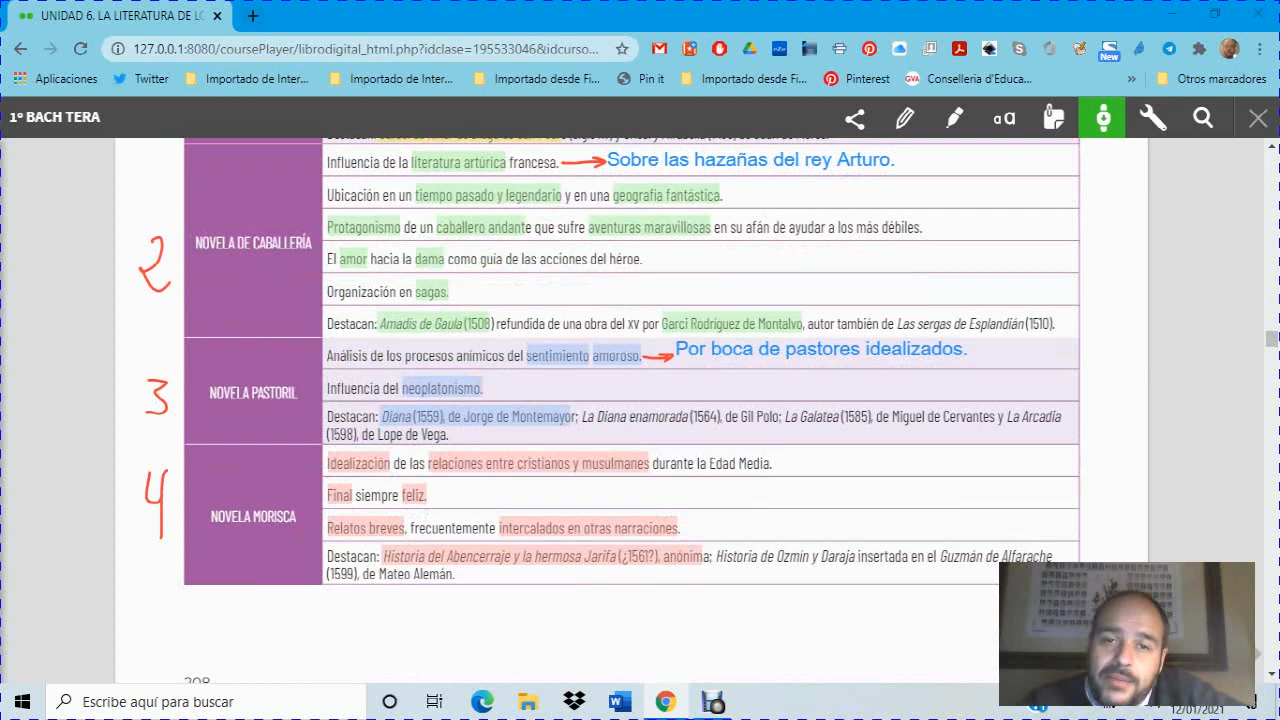 UNIDAD 6. LA LITERATURA DE LO
127.0.0.1:8080/coursePlayer/librodigital_html.php?idclase=195533046&idcurso...
New
Aplicaciones
Twitter
Importado de Inter...
Importado de Inter...
Importado desde Fi...
Pin it
Importado desde Fi...
Pinterest
GVA
Conselleria d'Educa...
»
Otros marcadores
1º BACH TERA
aa
Influencia de la literatura artúrica francesa.
Sobre las hazañas del rey Arturo.
Ubicación en un tiempo pasado y legendario y en una geografía fantástica.
Protagonismo de un caballero andante que sufre aventuras maravillosas en su afán de ayudar a los más débiles.
2
NOVELA DE CABALLERÍA
El amor hacia la dama como guía de las acciones del héroe.
Organización en sagas.
Destacan: Amadís de Gaula (1508) refundida de una obra del XV por Garci Rodríguez de Montalvo, autor también de Las sergas de Esplandián (1510).
Análisis de los procesos anímicos del sentimiento amoroso.
Por boca de pastores idealizados.
3
NOVELA PASTORIL
Influencia del neoplatonismo.
Destacan: Diana (1559), de Jorge de Montemayor; La Diana enamorada (1564), de Gil Polo; La Galatea (1585), de Miguel de Cervantes y La Arcadia
(1598), de Lope de Vega.
Idealización de las relaciones entre cristianos y musulmanes durante la Edad Media.
4
NOVELA MORISCA
Final siempre feliz.
Relatos breves, frecuentemente intercalados en otras narraciones.
Destacan: Historia del Abencerraje y la hermosa Jarifa (¿1561?), anónima; Historia de Ozmín y Daraja insertada en el Guzmán de Alfarache
(1599), de Mateo Alemán.
Escribe aquí para buscar
12/01/2021